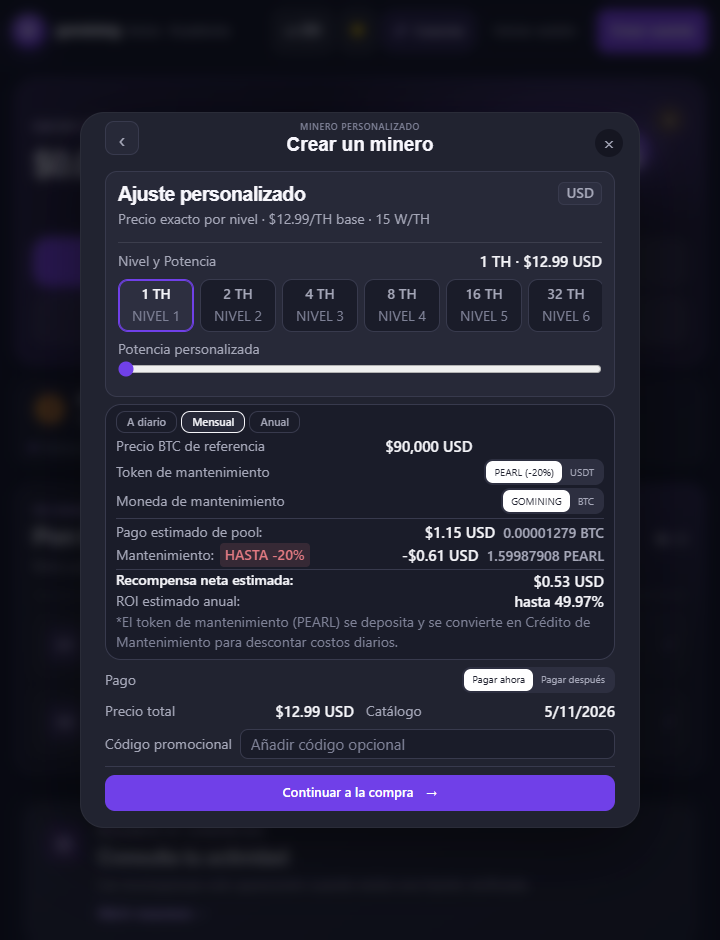 ‹
MINERO PERSONALIZADO
Crear un minero
×
Ajuste personalizado USD
Precio exacto por nivel · $12.99/TH base · 15 W/TH
Nivel y Potencia 1 TH · $12.99 USD
1 TH 2 TH 4 TH 8 TH 16 TH 32 TH
NIVEL 1 NIVEL 2 NIVEL 3 NIVEL 4 NIVEL 5 NIVEL 6
Potencia personalizada
A diario Mensual Anual
Precio BTC de referencia $90,000 USD
Token de mantenimiento PEARL (-20%) USDT
Moneda de mantenimiento GOMINING BTC
Pago estimado de pool: $1.15 USD 0.00001279 BTC
Mantenimiento: HASTA -20% -$0.61 USD 1.59987908 PEARL
Recompensa neta estimada: $0.53 USD
ROI estimado anual: hasta 49.97%
*El token de mantenimiento (PEARL) se deposita y se convierte en Crédito de
Mantenimiento para descontar costos diarios.
Pago Pagar ahora Pagar después
Precio total $12.99 USD Catálogo 5/11/2026
Código promocional Añadir código opcional
Continuar a la compra →